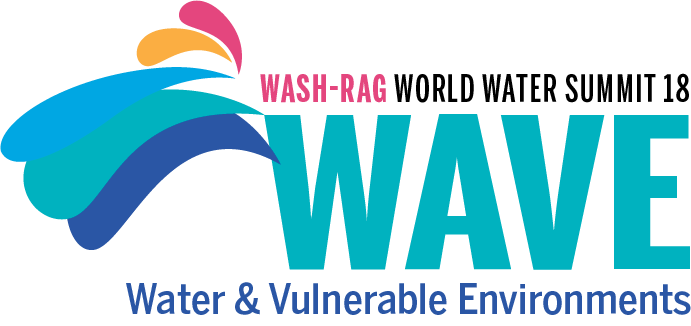 WASH-RAG WORLD WATER SUMMIT 18
WAVE
Water & Vulnerable Environments